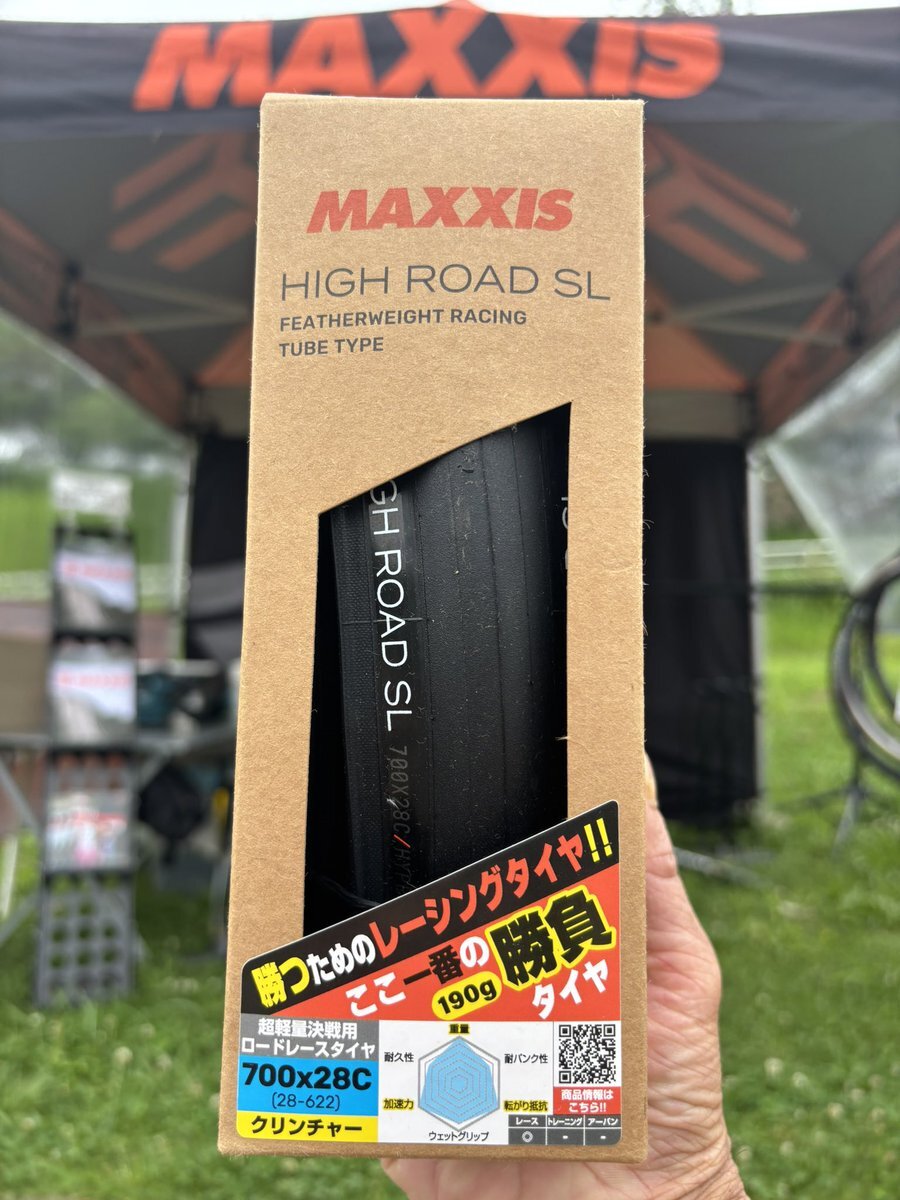 MAXXIS
MAXXIS
HIGH ROAD SL
FEATHERWEIGHT RACING
TUBE TYPE
GH ROAD SL
700X28C/
勝つためのレーシングタイヤ!!
ここ一番の勝負タイヤ
190g
超軽量決戦用
ロードレースタイヤ
700x28C
(28-622)
クリンチャー
重量
耐久性
耐パンク性
加速力
転がり抵抗
ウェットグリップ
商品情報は
こちら!!
レース トレーニング アーバン
◎ - -
MAXXIS
MAXXIS